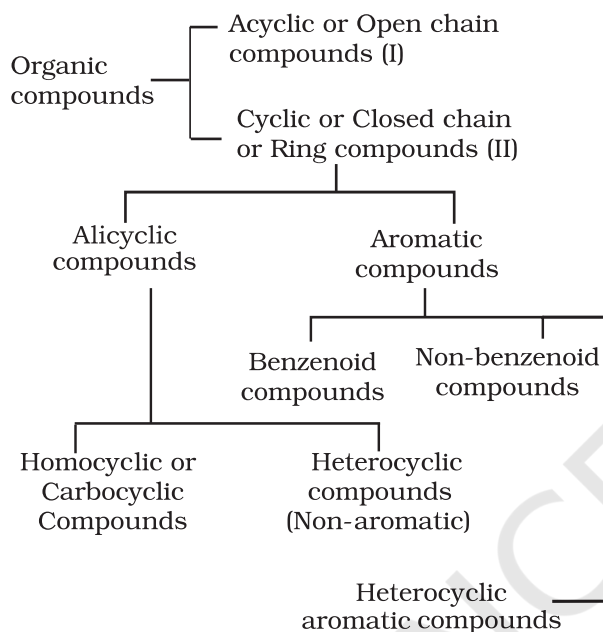 Organic
compounds
Acyclic or Open chain
compounds (I)
Cyclic or Closed chain
or Ring compounds (II)
Alicyclic
compounds
Aromatic
compounds
Benzenoid
compounds
Non-benzenoid
compounds
Homocyclic or
Carbocyclic
Compounds
Heterocyclic
compounds
(Non-aromatic)
Heterocyclic
aromatic compounds